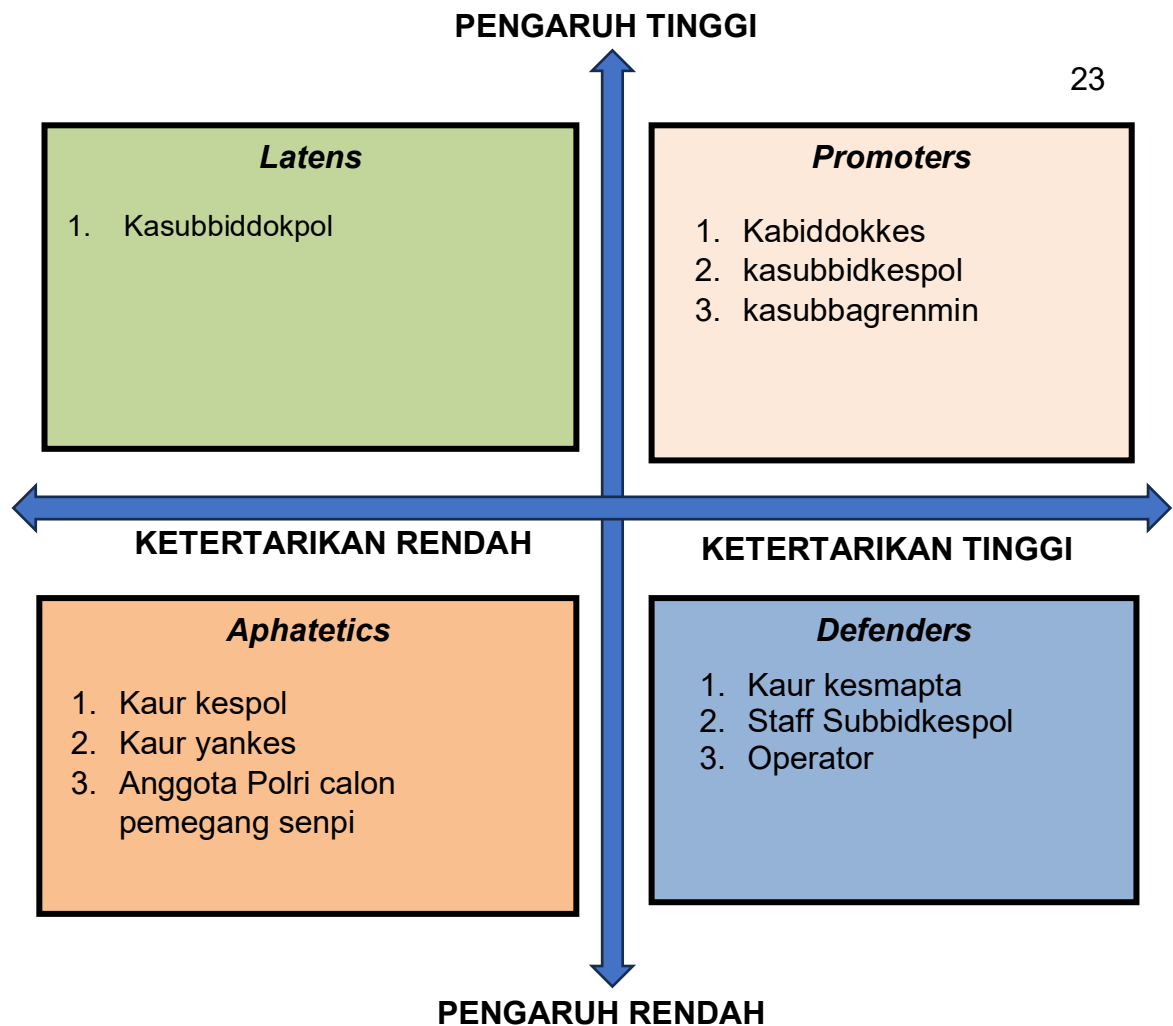 PENGARUH TINGGI
23
Latens
1. Kasubbiddokpol
Promoters
1. Kabiddokkes
2. kasubbidkespol
3. kasubbagrenmin
KETERTARIKAN RENDAH
KETERTARIKAN TINGGI
Aphatetics
1. Kaur kespol
2. Kaur yankes
3. Anggota Polri calon
pemegang senpi
Defenders
1. Kaur kesmapta
2. Staff Subbidkespol
3. Operator
PENGARUH RENDAH